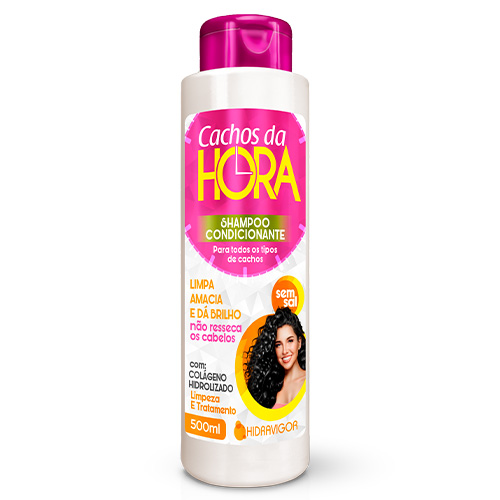 Cachos da
HORA
SHAMPOO
CONDICIONANTE
Para todos os tipos
de cachos
LIMPA
AMACIA
E DÁ BRILHO
não resseca
os cabelos
sem
sal
com:
COLÁGENO
HIDROLIZADO
Limpeza
E Tratamento
500ml
HIDRAVIGOR